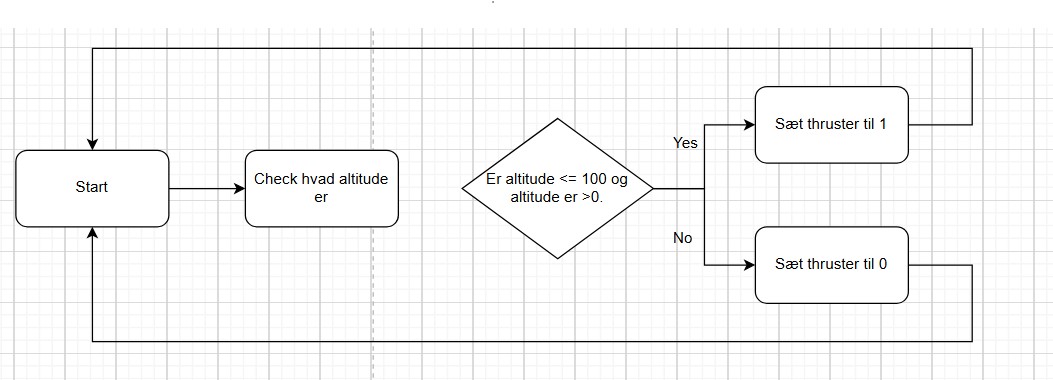 Start
Check hvad altitude
er
Er altitude <= 100 og
altitude er >0.
Yes
No
Sæt thruster til 1
Sæt thruster til 0